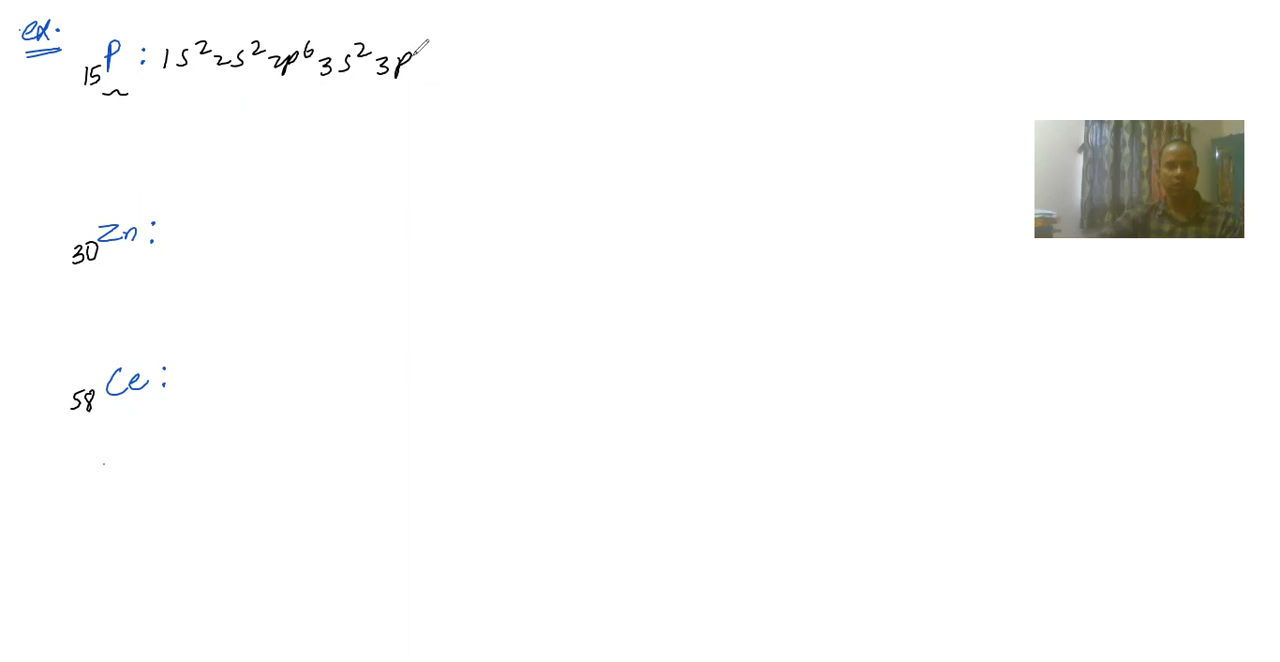 ex.
₁₅P : 1s² 2s² 2p⁶ 3s² 3p
₃₀Zn :
₅₈Ce :